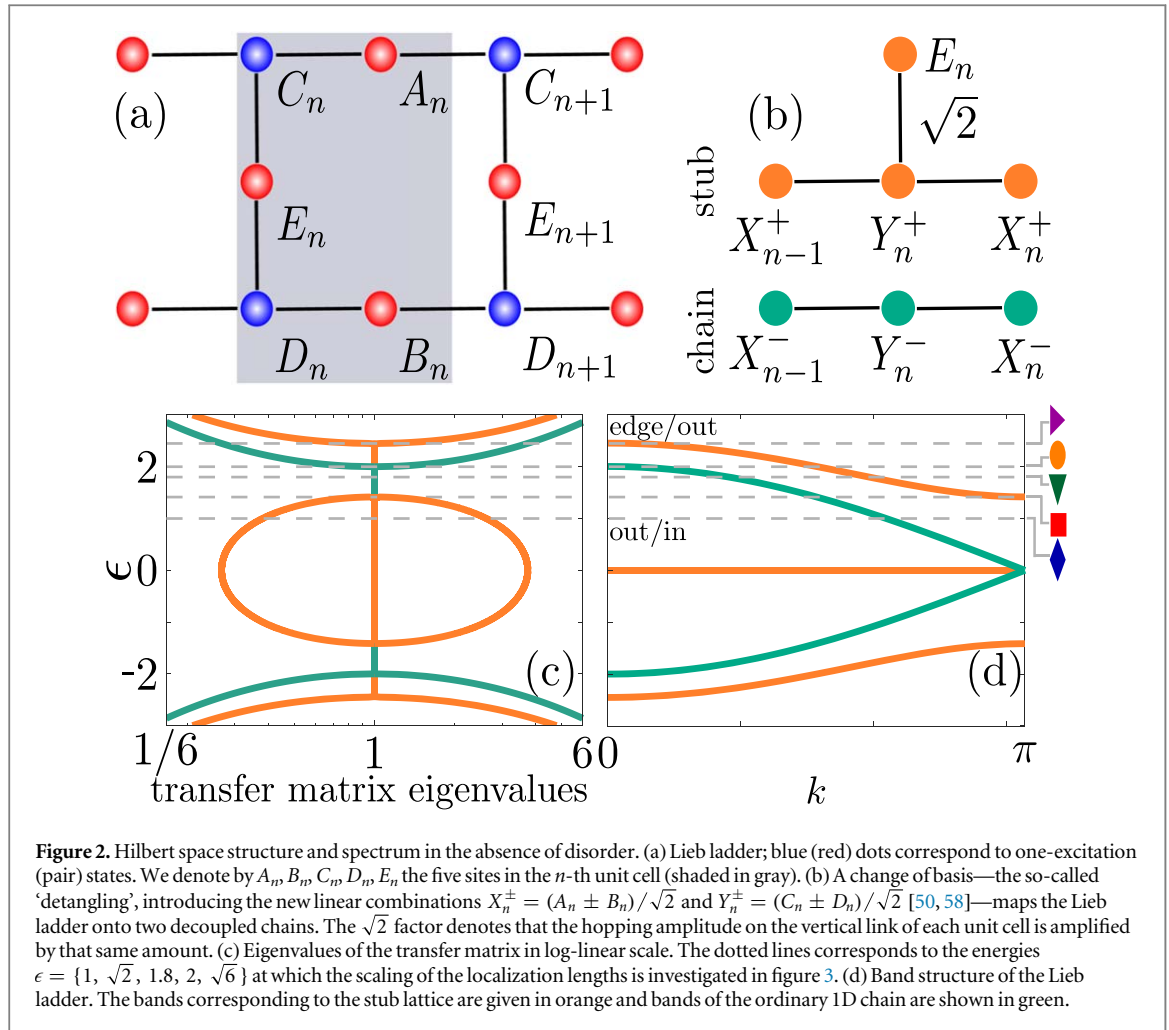 (a)
C_n
A_n
C_{n+1}
E_n
E_{n+1}
D_n
B_n
D_{n+1}
(b)
E_n
√2
stub
X^+_{n-1}
Y^+_n
X^+_n
chain
X^-_{n-1}
Y^-_n
X^-_n
ϵ
2
0
-2
(c)
1/6
1
6
transfer matrix eigenvalues
edge/out
out/in
(d)
0
π
k
Figure 2. Hilbert space structure and spectrum in the absence of disorder. (a) Lieb ladder; blue (red) dots correspond to one-excitation
(pair) states. We denote by A_n, B_n, C_n, D_n, E_n the five sites in the n-th unit cell (shaded in gray). (b) A change of basis—the so-called
‘detangling’, introducing the new linear combinations X^±_n = (A_n ± B_n)/√2 and Y^±_n = (C_n ± D_n)/√2 [50, 58]—maps the Lieb
ladder onto two decoupled chains. The √2 factor denotes that the hopping amplitude on the vertical link of each unit cell is amplified
by that same amount. (c) Eigenvalues of the transfer matrix in log-linear scale. The dotted lines corresponds to the energies
ϵ = {1, √2, 1.8, 2, √6} at which the scaling of the localization lengths is investigated in figure 3. (d) Band structure of the Lieb
ladder. The bands corresponding to the stub lattice are given in orange and bands of the ordinary 1D chain are shown in green.